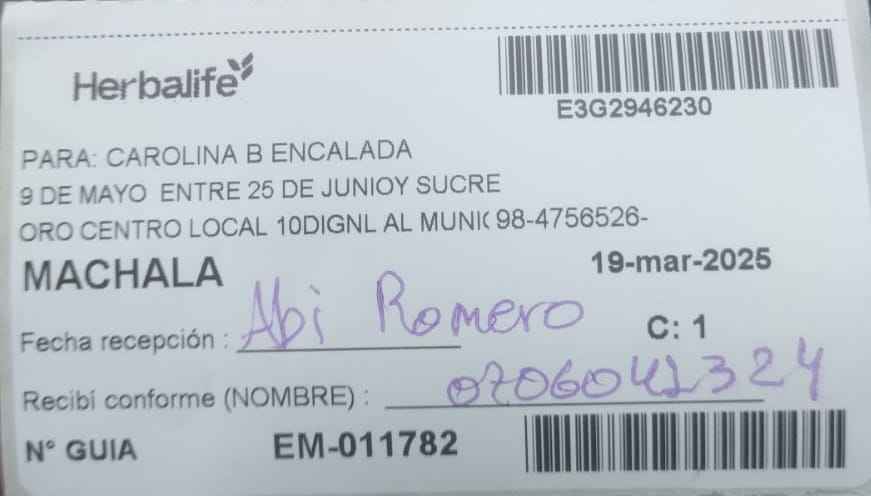 Herbalife
E3G2946230
PARA: CAROLINA B ENCALADA
9 DE MAYO ENTRE 25 DE JUNIOY SUCRE
ORO CENTRO LOCAL 10DIGNL AL MUNIC 98-4756526-
MACHALA 19-mar-2025
Fecha recepción : Abi Romero C: 1
Recibí conforme (NOMBRE) : 0706041324
N° GUIA EM-011782